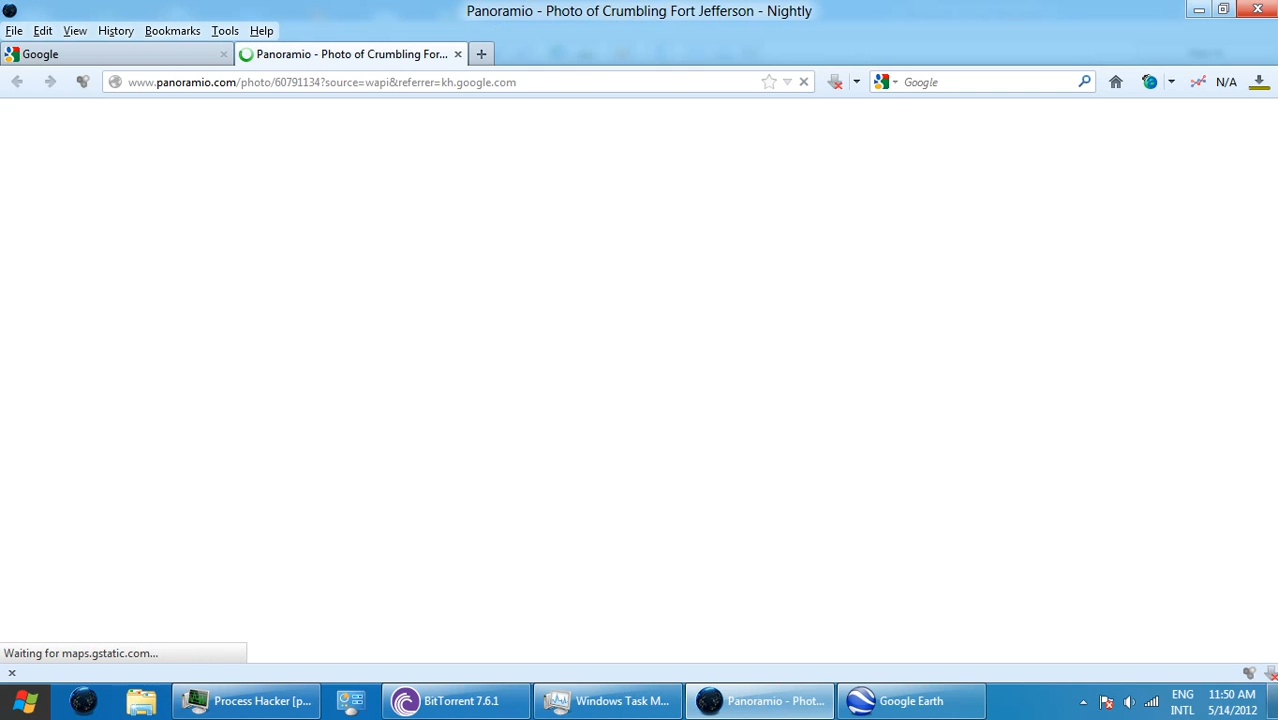 Panoramio - Photo of Crumbling Fort Jefferson - Nightly
File Edit View History Bookmarks Tools Help
Google Panoramio - Photo of Crumbling For...
www.panoramio.com/photo/60791134?source=wapi&referrer=kh.google.com Google N/A
Waiting for maps.gstatic.com...
Process Hacker [p... BitTorrent 7.6.1 Windows Task M... Panoramio - Phot... Google Earth
ENG 11:50 AM
INTL 5/14/2012